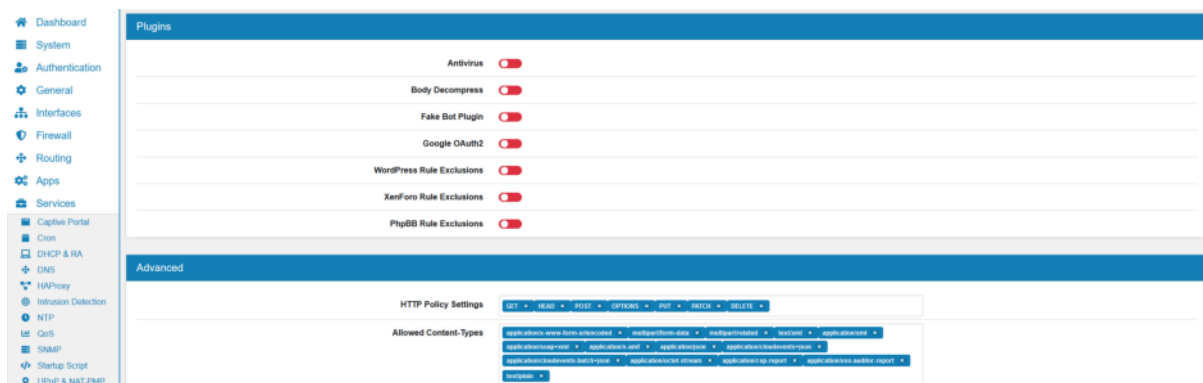 Dashboard
System
Authentication
General
Interfaces
Firewall
Routing
Apps
Services
Captive Portal
Cron
DHCP & RA
DNS
HAProxy
Intrusion Detection
NTP
QoS
SNMP
Startup Script
UPnP & NAT-PMP
Plugins
Antivirus
Body Decompress
Fake Bot Plugin
Google OAuth2
WordPress Rule Exclusions
XenForo Rule Exclusions
PhpBB Rule Exclusions
Advanced
HTTP Policy Settings
GET × HEAD × POST × OPTIONS × PUT × PATCH × DELETE ×
Allowed Content-Types
application/x-www-form-urlencoded × multipart/form-data × multipart/related × text/xml × application/xml ×
application/soap+xml × application/x-amf × application/json × application/cloudevents+json ×
application/cloudevents-batch+json × application/octet-stream × application/csp-report × application/xss-auditor-report ×
text/plain ×